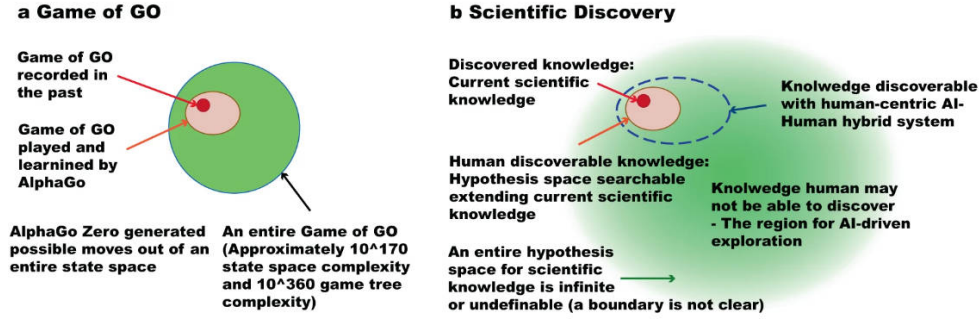 a Game of GO
Game of GO
recorded in
the past
Game of GO
played and
learnined by
AlphaGo
AlphaGo Zero generated
possible moves out of an
entire state space
An entire Game of GO
(Approximately 10^170
state space complexity
and 10^360 game tree
complexity)
b Scientific Discovery
Discovered knowledge:
Current scientific
knowledge
Knolwedge discoverable
with human-centric AI-
Human hybrid system
Human discoverable knowledge:
Hypothesis space searchable
extending current scientific
knowledge
Knolwedge human may
not be able to discover
- The region for AI-driven
exploration
An entire hypothesis
space for scientific
knowledge is infinite
or undefinable (a boundary is not clear)